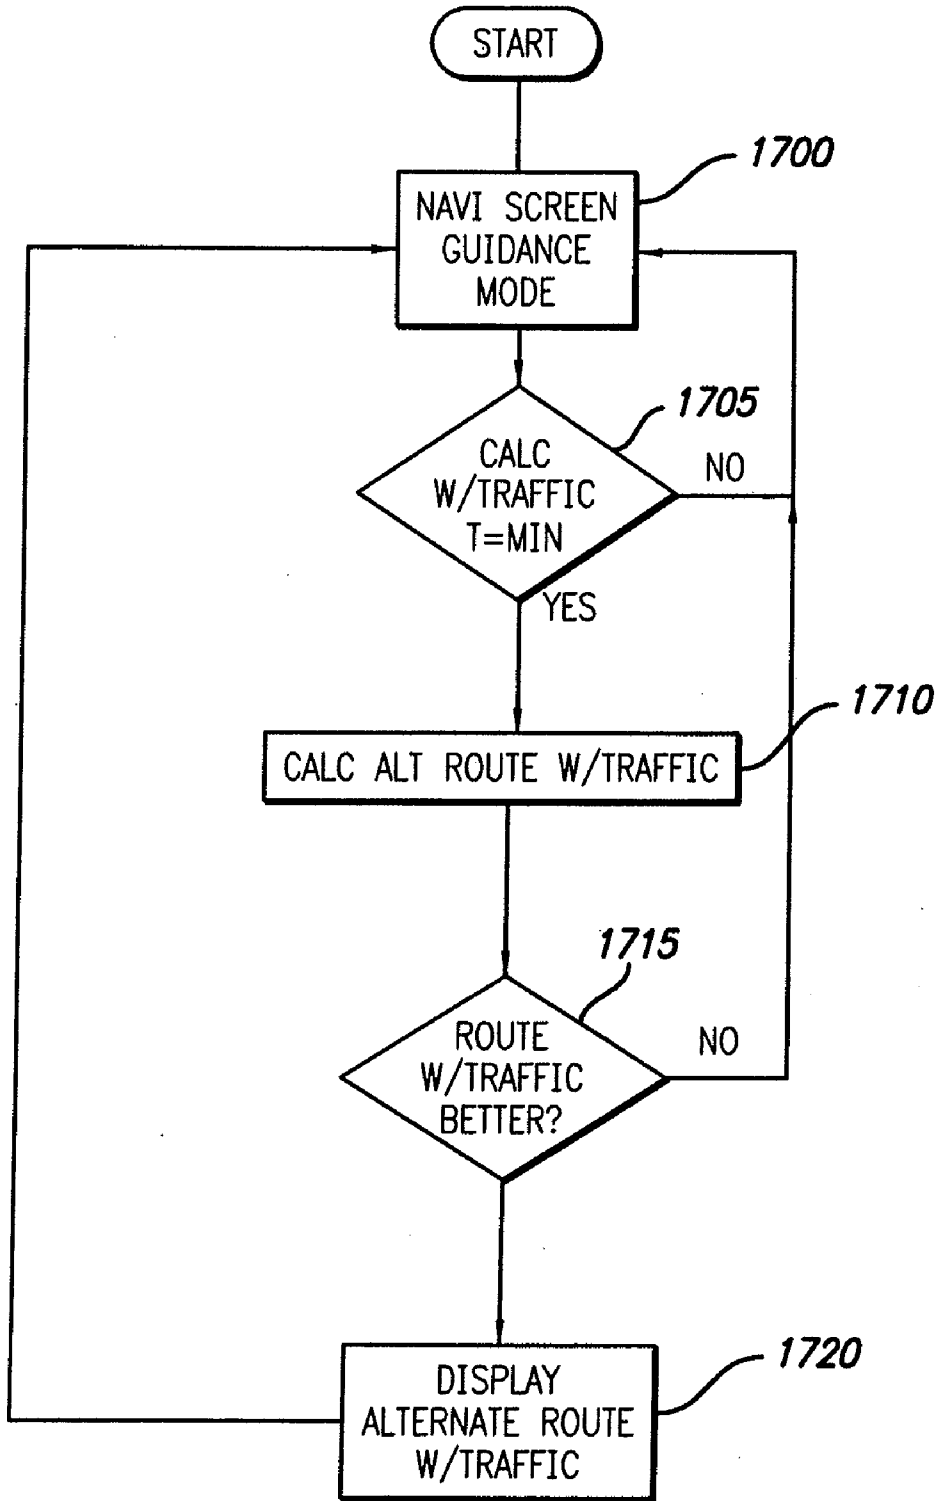 START
1700
NAVI SCREEN
GUIDANCE
MODE
1705
CALC
W/TRAFFIC
T=MIN
NO
YES
1710
CALC ALT ROUTE W/TRAFFIC
1715
ROUTE
W/TRAFFIC
BETTER?
NO
1720
DISPLAY
ALTERNATE ROUTE
W/TRAFFIC